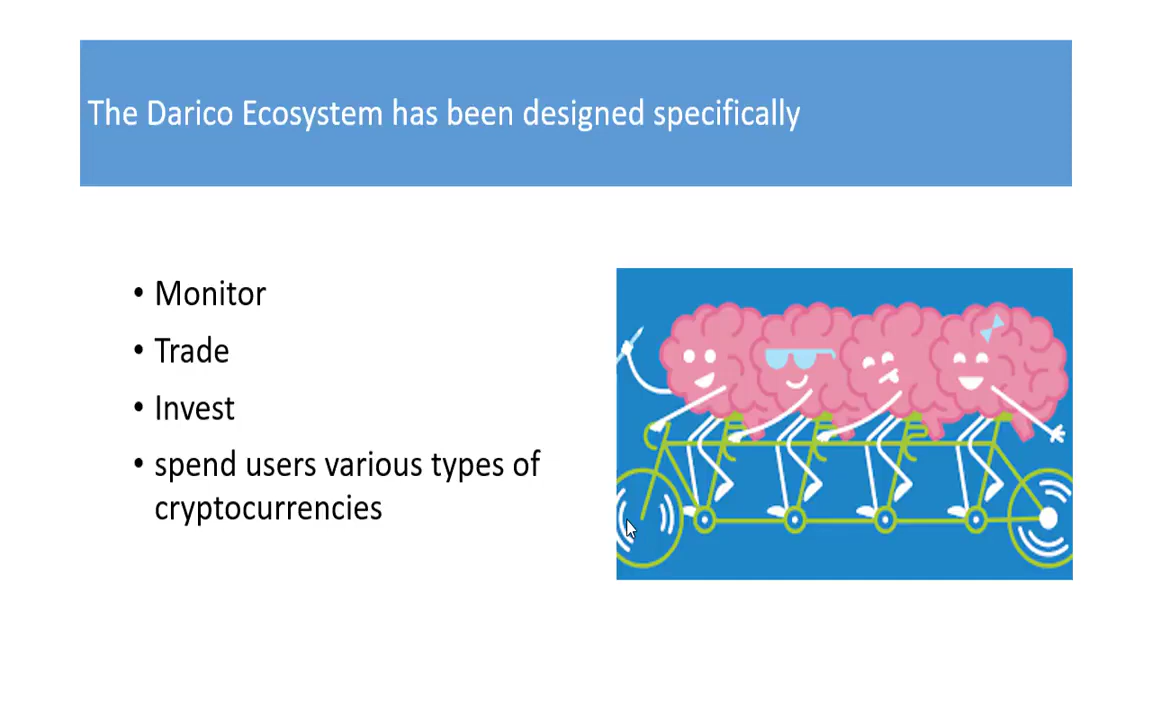 The Darico Ecosystem has been designed specifically
• Monitor
• Trade
• Invest
• spend users various types of
cryptocurrencies